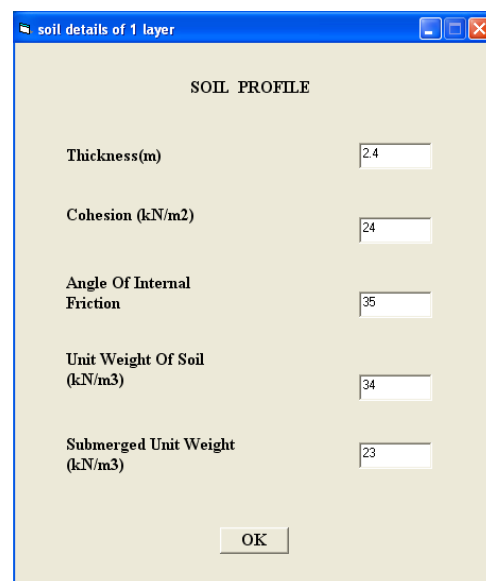 soil details of 1 layer
SOIL PROFILE
Thickness(m)
2.4
Cohesion (kN/m2)
24
Angle Of Internal
Friction
35
Unit Weight Of Soil
(kN/m3)
34
Submerged Unit Weight
(kN/m3)
23
OK